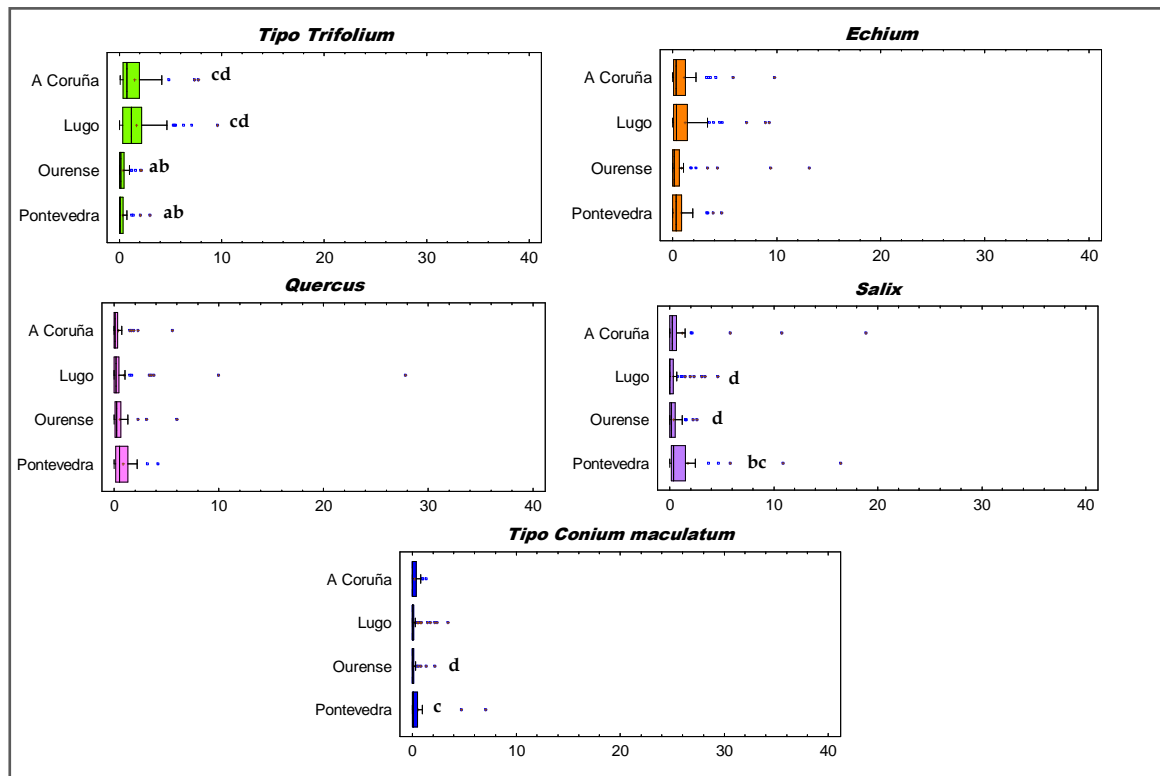 Tipo Trifolium
A Coruña cd
Lugo cd
Ourense ab
Pontevedra ab
0 10 20 30 40
Echium
A Coruña
Lugo
Ourense
Pontevedra
0 10 20 30 40
Quercus
A Coruña
Lugo
Ourense
Pontevedra
0 10 20 30 40
Salix
A Coruña
Lugo d
Ourense d
Pontevedra bc
0 10 20 30 40
Tipo Conium maculatum
A Coruña
Lugo
Ourense d
Pontevedra c
0 10 20 30 40